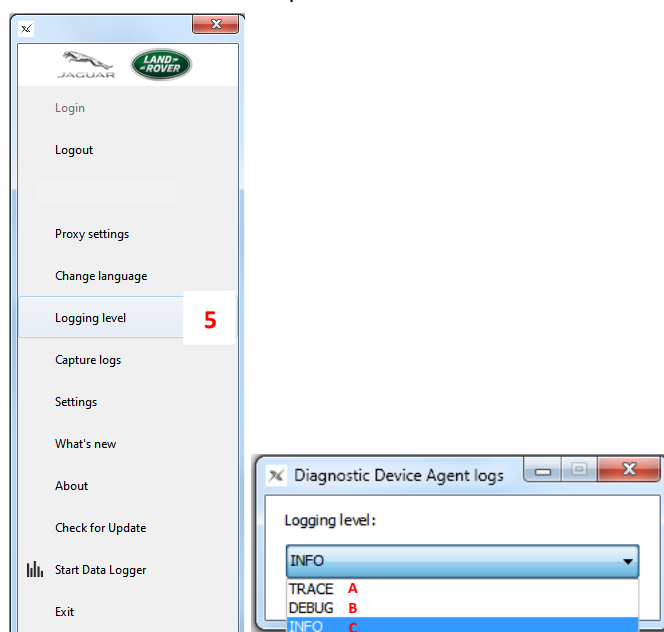 JAGUAR
LAND-
-ROVER
Login
Logout
Proxy settings
Change language
Logging level
5
Capture logs
Settings
What's new
About
Check for Update
Start Data Logger
Exit
Diagnostic Device Agent logs
Logging level:
INFO
TRACE A
DEBUG B
INFO C